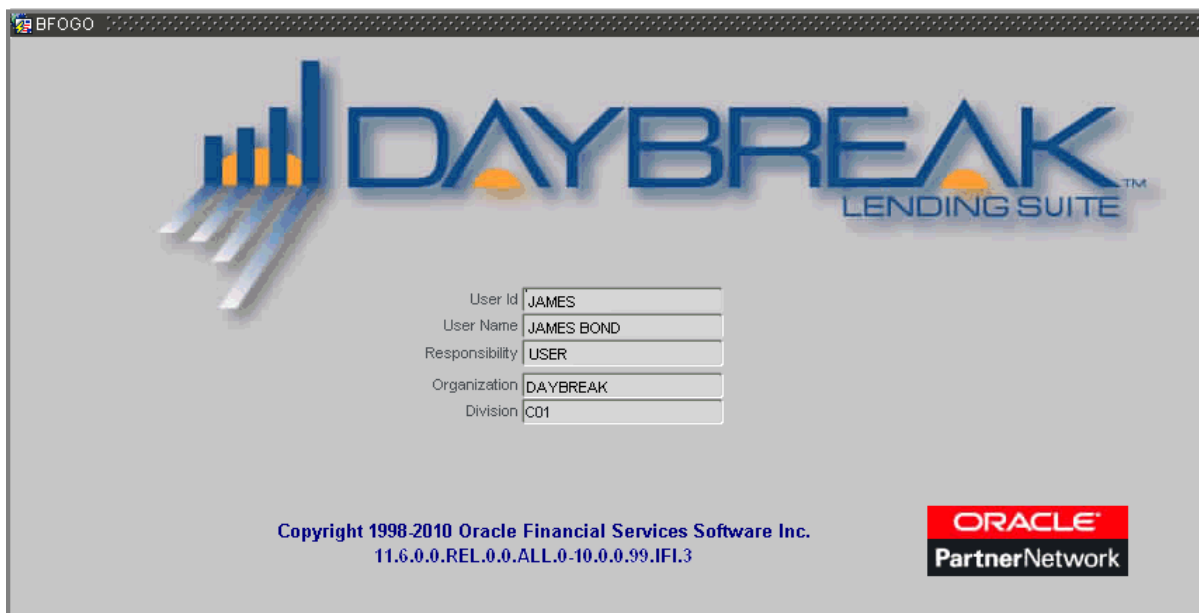 BFOGO
DAYBREAK™
LENDING SUITE
User Id JAMES
User Name JAMES BOND
Responsibility USER
Organization DAYBREAK
Division C01
Copyright 1998-2010 Oracle Financial Services Software Inc.
11.6.0.0.REL.0.0.ALL.0-10.0.0.99.IFI.3
ORACLE
PartnerNetwork